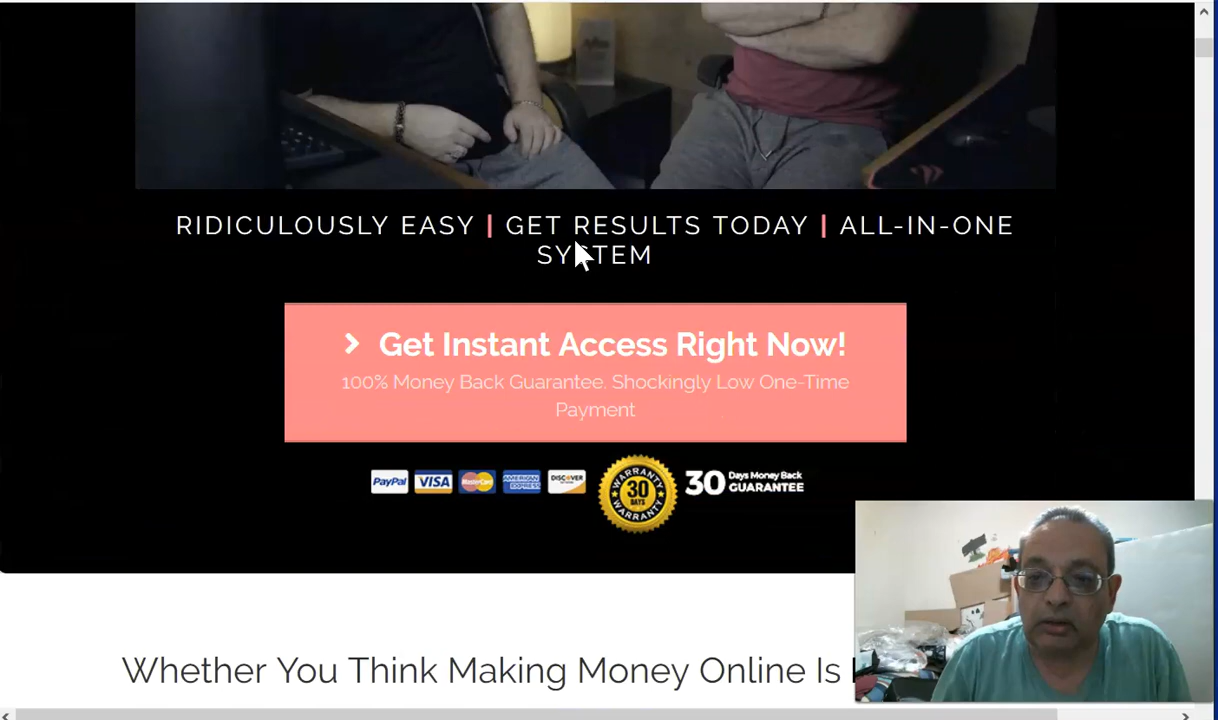 RIDICULOUSLY EASY | GET RESULTS TODAY | ALL-IN-ONE
SYSTEM
Get Instant Access Right Now!
100% Money Back Guarantee. Shockingly Low One-Time
Payment
PayPal VISA MasterCard AMERICAN EXPRESS DISCOVER
WARRANTY 30 DAYS WARRANTY
30 Days Money Back GUARANTEE
Whether You Think Making Money Online Is